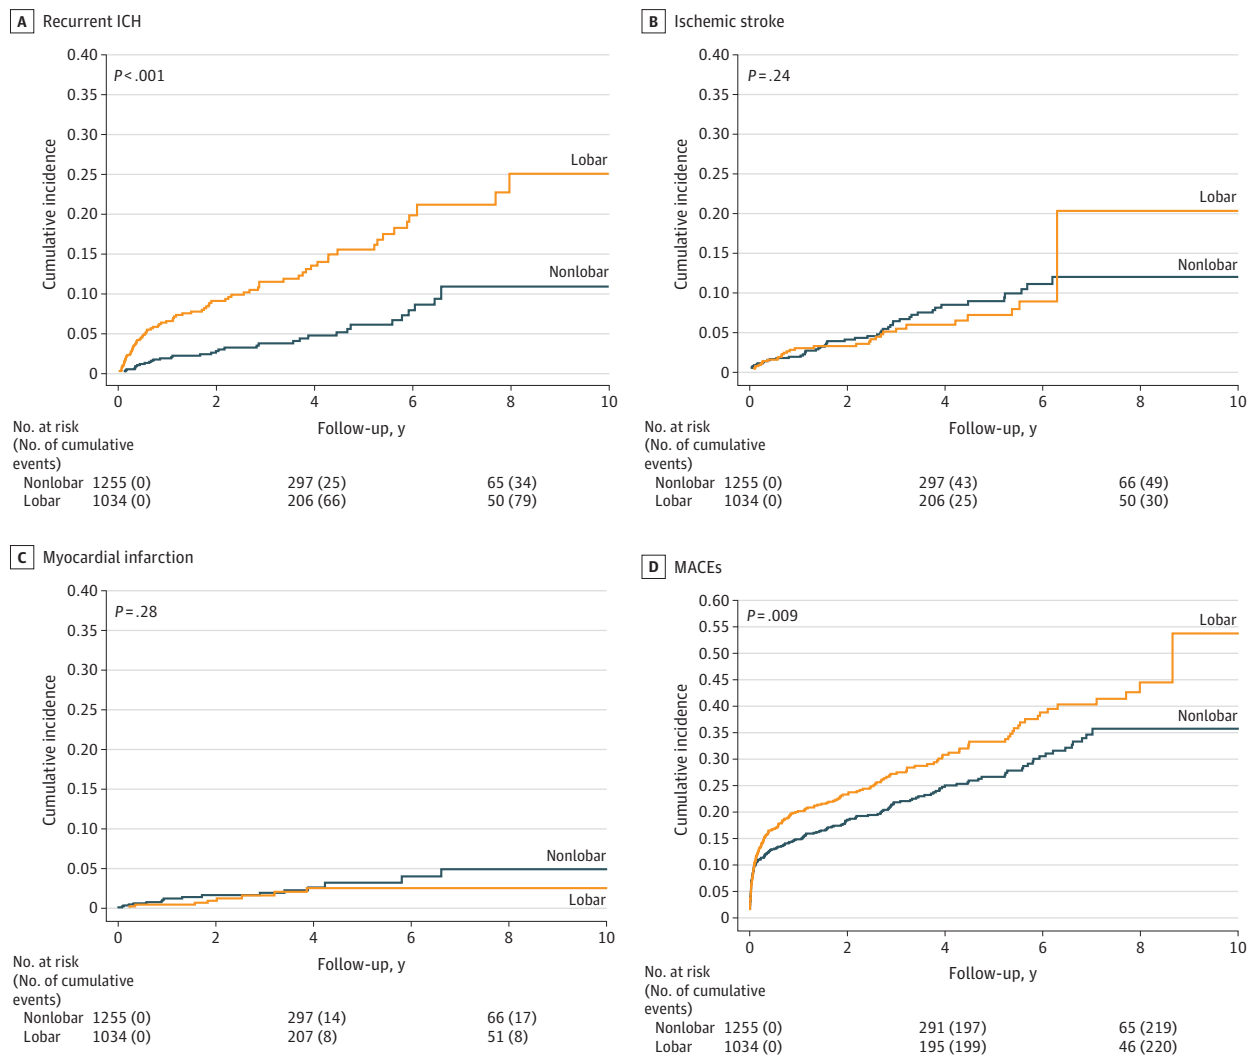 A Recurrent ICH
0.40
P < .001
0.35
0.30
0.25
Lobar
0.20
0.15
Nonlobar
0.10
0.05
0
Cumulative incidence
0 2 4 6 8 10
Follow-up, y
No. at risk
(No. of cumulative
events)
Nonlobar 1255 (0) 297 (25) 65 (34)
Lobar 1034 (0) 206 (66) 50 (79)
B Ischemic stroke
0.40
P = .24
0.35
0.30
0.25
0.20
Lobar
0.15
Nonlobar
0.10
0.05
0
Cumulative incidence
0 2 4 6 8 10
Follow-up, y
No. at risk
(No. of cumulative
events)
Nonlobar 1255 (0) 297 (43) 66 (49)
Lobar 1034 (0) 206 (25) 50 (30)
C Myocardial infarction
0.40
P = .28
0.35
0.30
0.25
0.20
0.15
0.10
Nonlobar
0.05
Lobar
0
Cumulative incidence
0 2 4 6 8 10
Follow-up, y
No. at risk
(No. of cumulative
events)
Nonlobar 1255 (0) 297 (14) 66 (17)
Lobar 1034 (0) 207 (8) 51 (8)
D MACEs
0.60
P = .009
0.55
Lobar
0.50
0.45
0.40
Nonlobar
0.35
0.30
0.25
0.20
0.15
0.10
0.05
0
Cumulative incidence
0 2 4 6 8 10
Follow-up, y
No. at risk
(No. of cumulative
events)
Nonlobar 1255 (0) 291 (197) 65 (219)
Lobar 1034 (0) 195 (199) 46 (220)